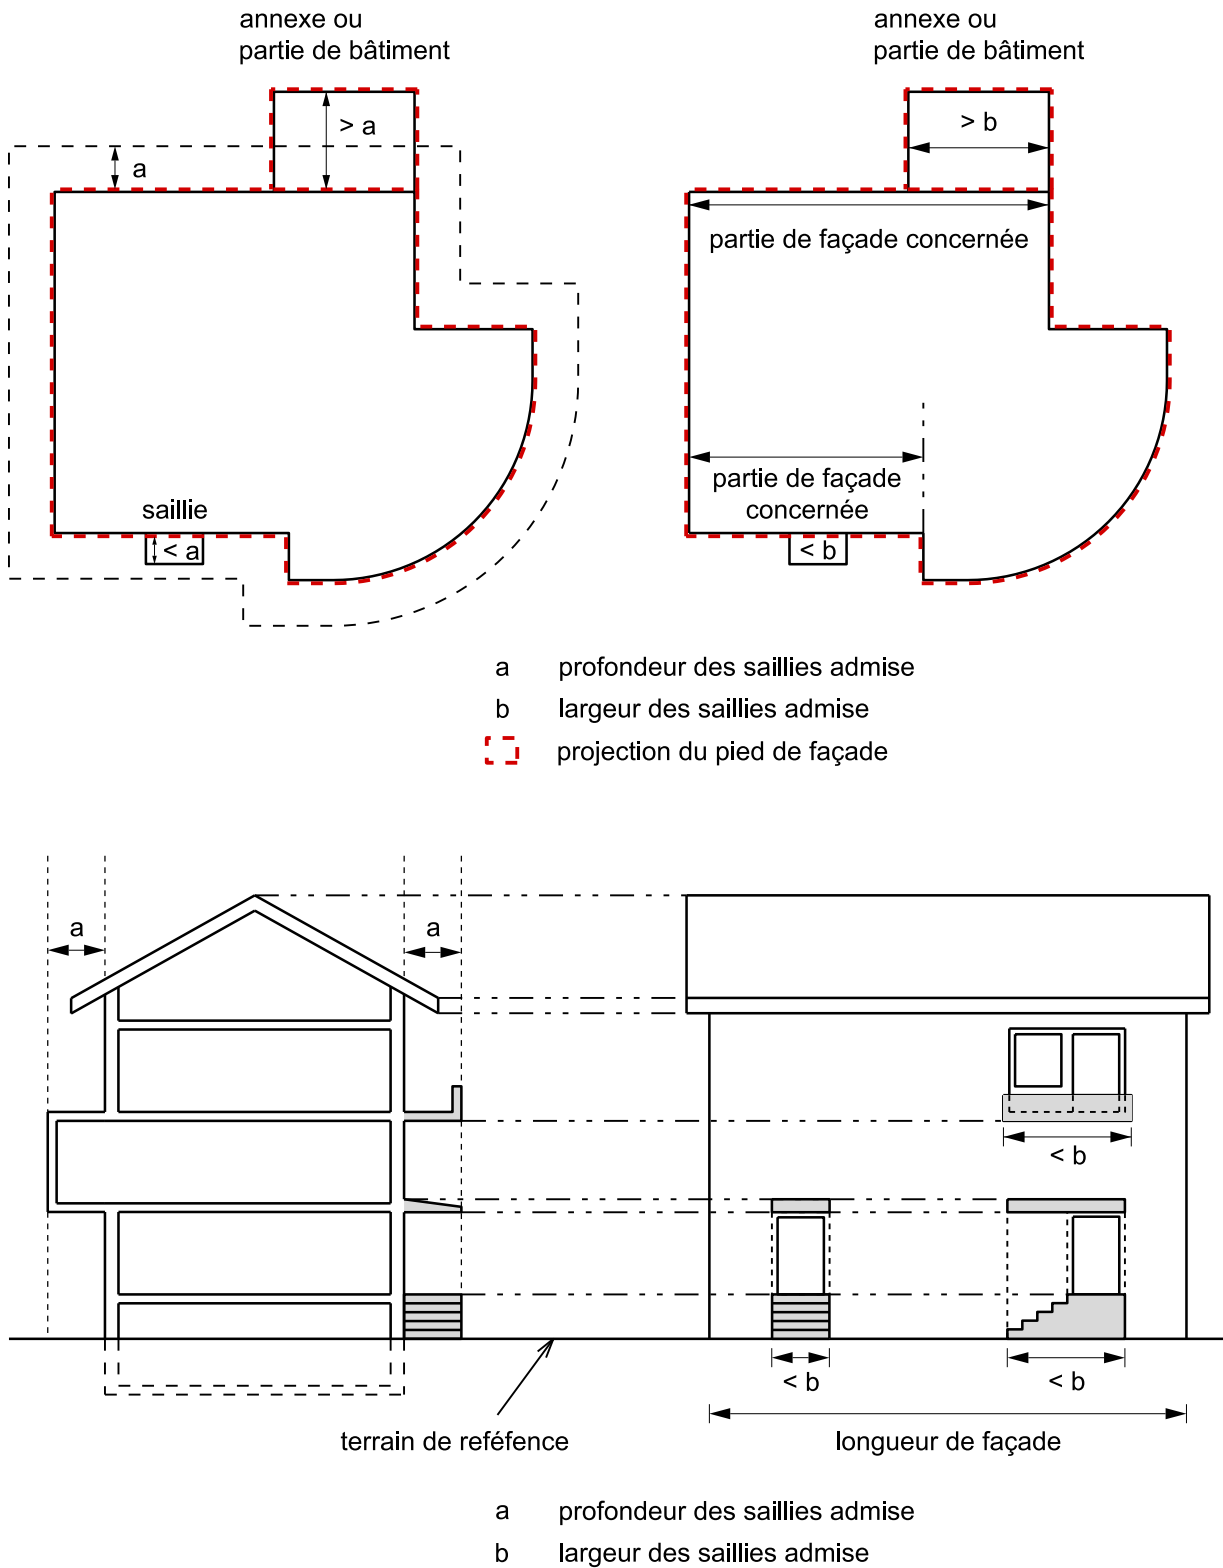 annexe ou
partie de bâtiment
> a
a
saillie
< a
annexe ou
partie de bâtiment
> b
partie de façade concernée
partie de façade
concernée
< b
a profondeur des saillies admise
b largeur des saillies admise
projection du pied de façade
a
a
< b
< b
< b
terrain de reféfence
longueur de façade
a profondeur des saillies admise
b largeur des saillies admise